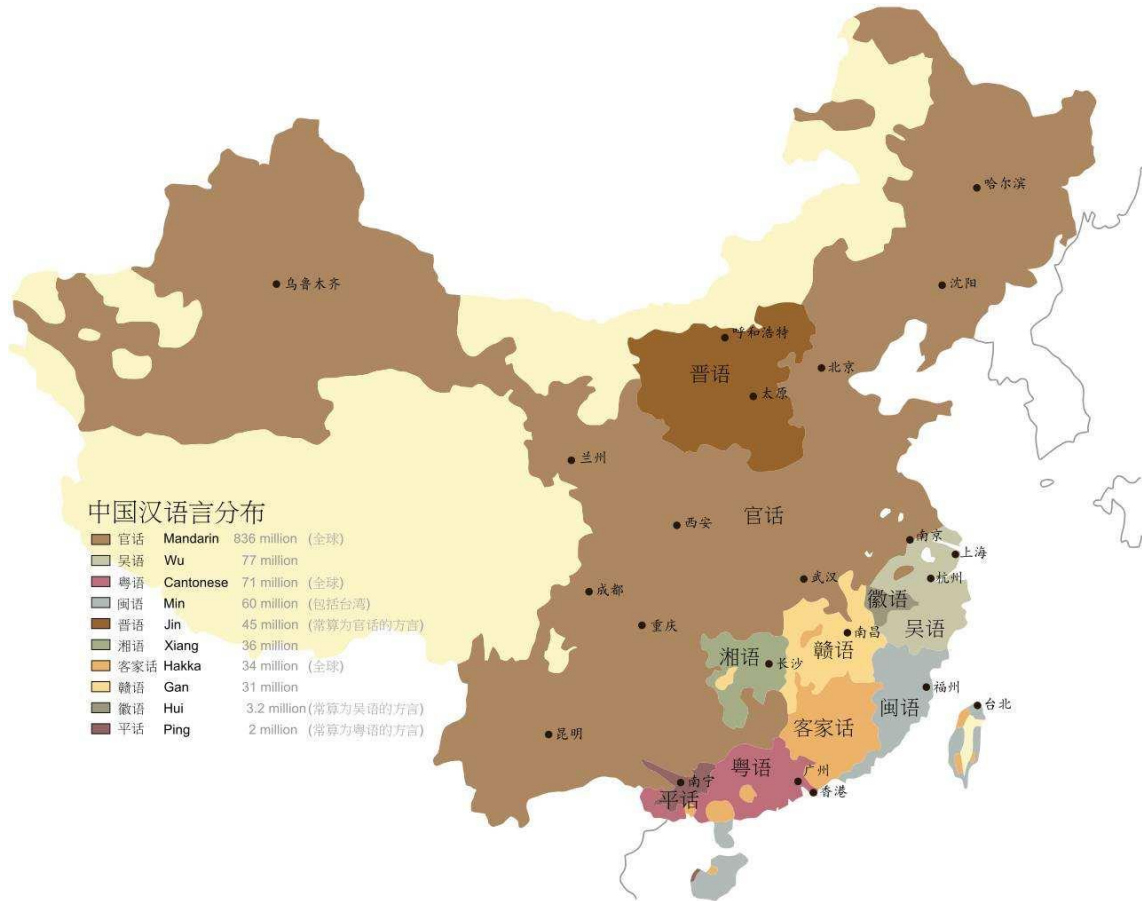 哈尔滨
乌鲁木齐
沈阳
呼和浩特
晋语
北京
太原
兰州
中国汉语言分布
官话 Mandarin 836 million (全球)
吴语 Wu 77 million
粤语 Cantonese 71 million (全球)
闽语 Min 60 million (包括台湾)
晋语 Jin 45 million (常算为官话的方言)
湘语 Xiang 36 million
客家话 Hakka 34 million (全球)
赣语 Gan 31 million
徽语 Hui 3.2 million (常算为吴语的方言)
平话 Ping 2 million (常算为粤语的方言)
西安
官话
南京
上海
成都
武汉
杭州
徽语
重庆
南昌
吴语
湘语
长沙
赣语
福州
闽语
台北
昆明
客家话
粤语
广州
南宁
香港
平话